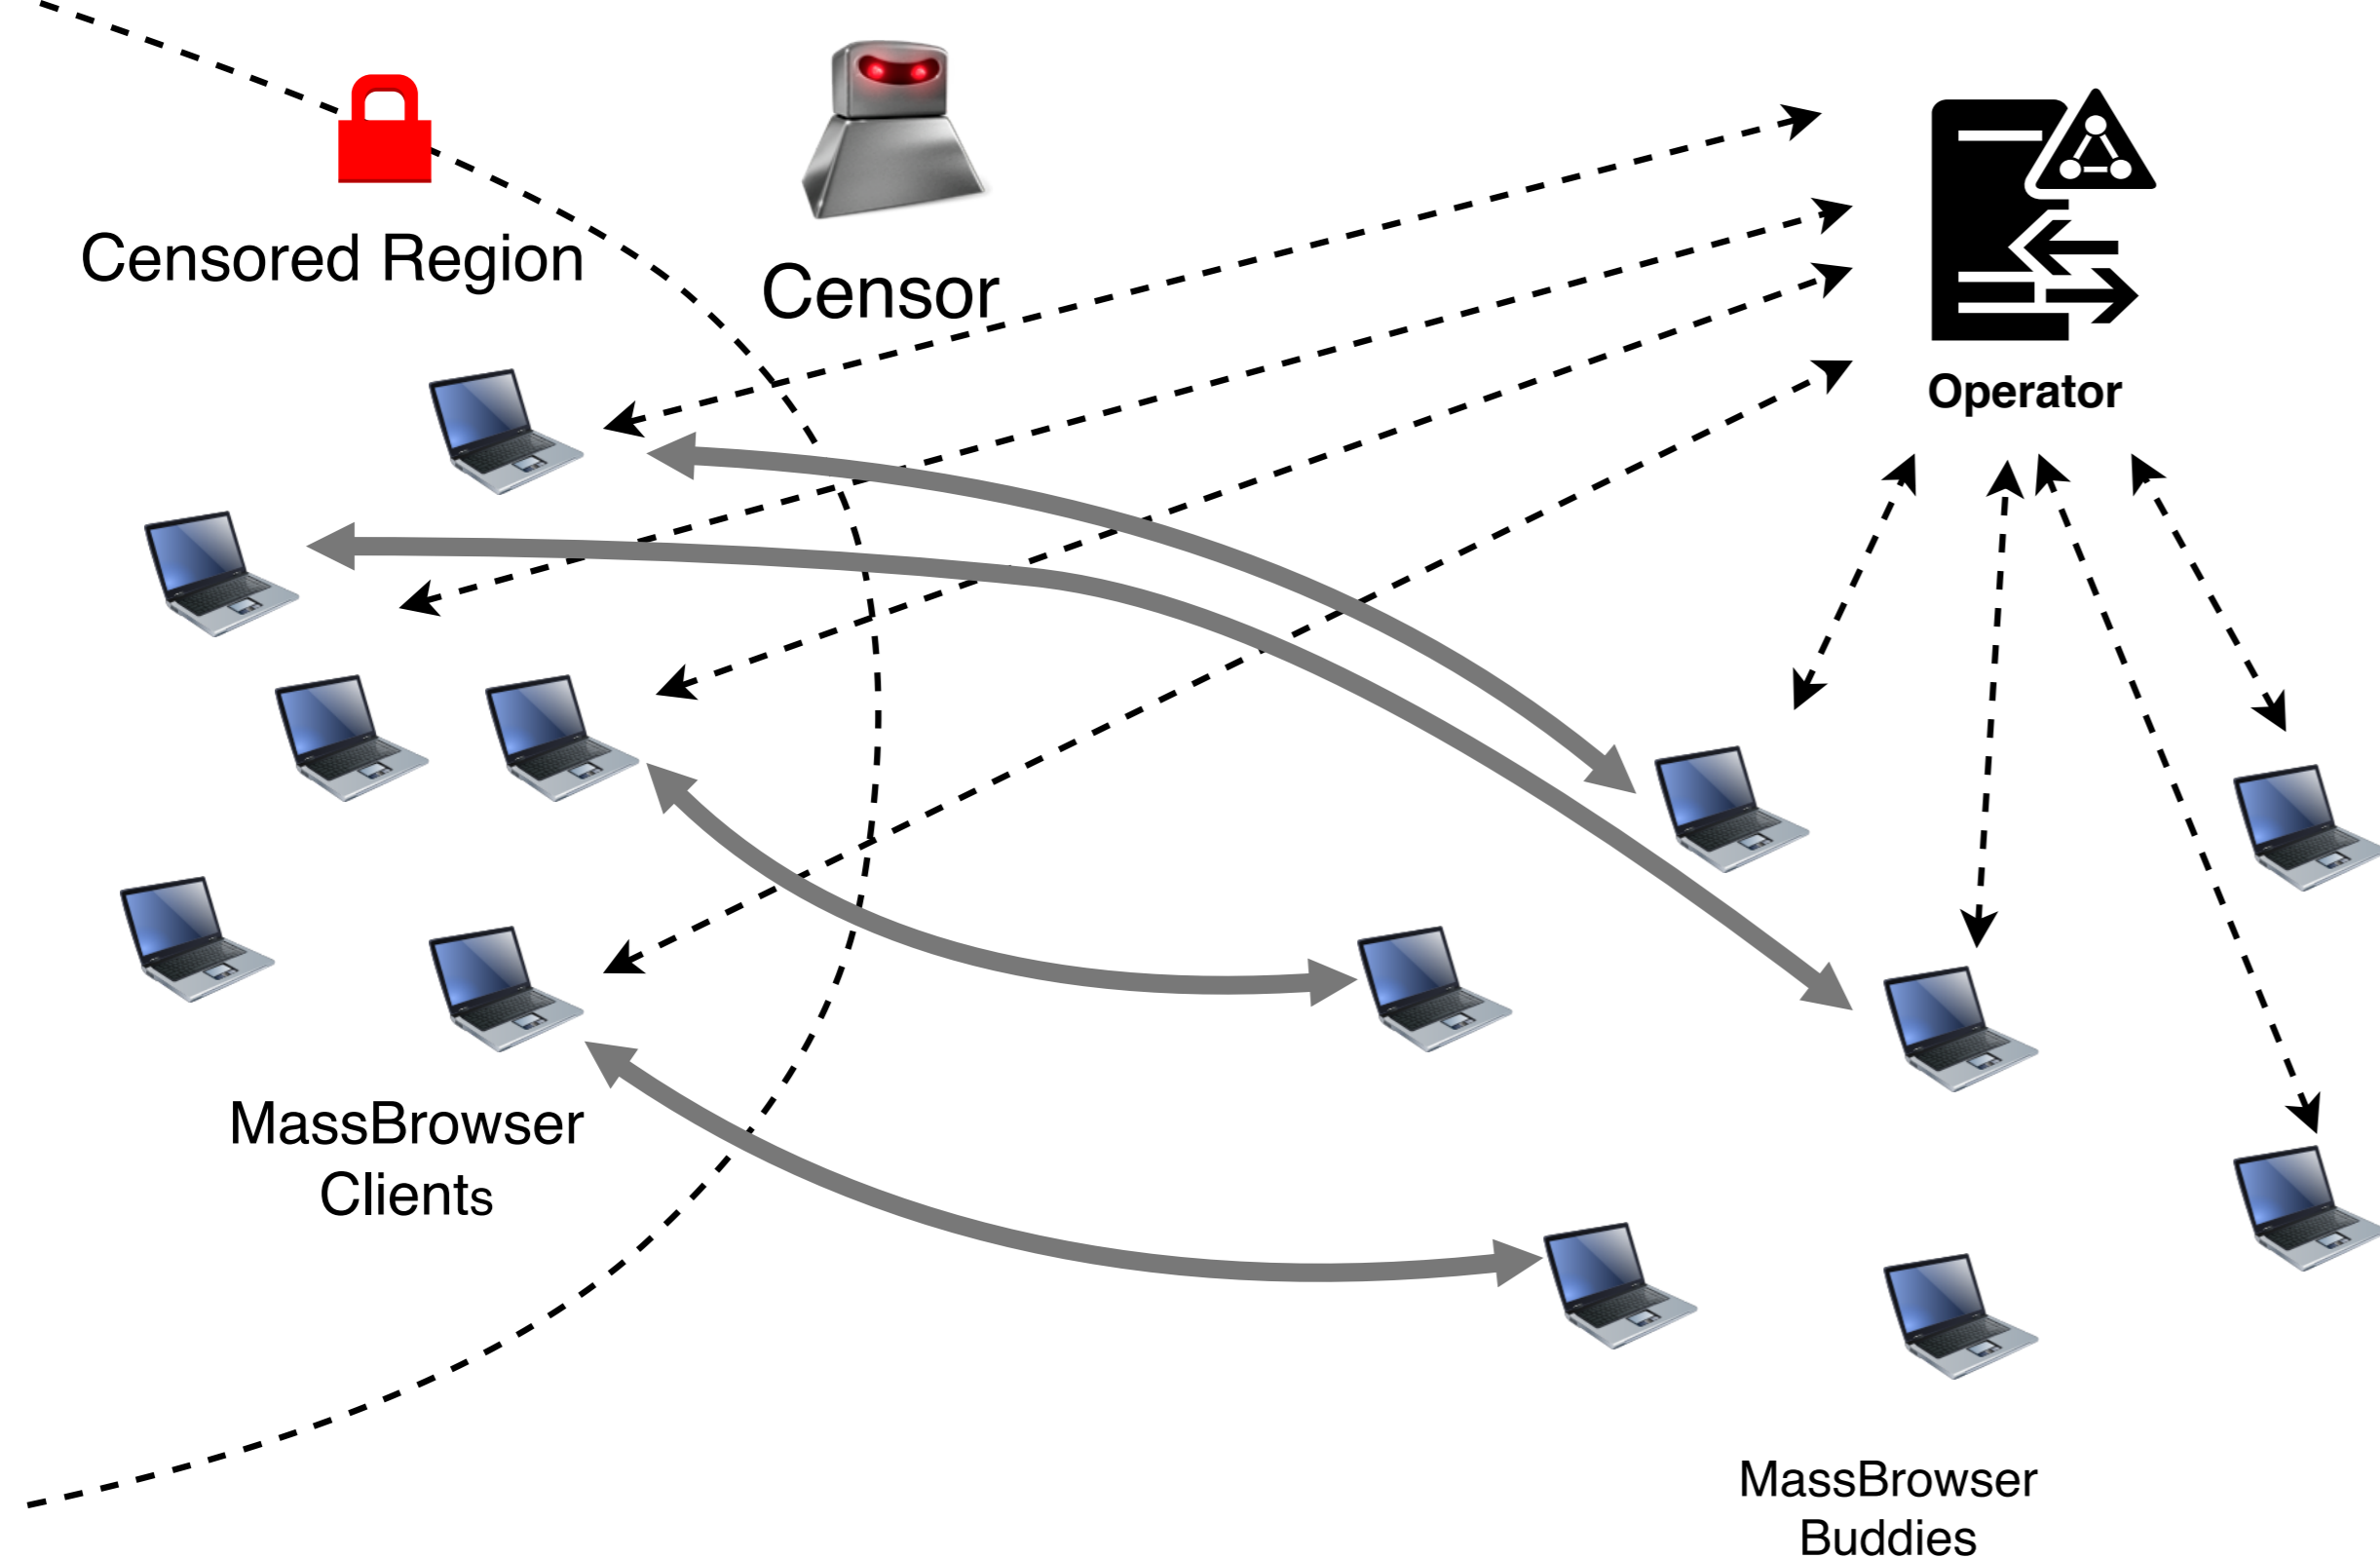 Censored Region
Censor
Operator
MassBrowser
Clients
MassBrowser
Buddies